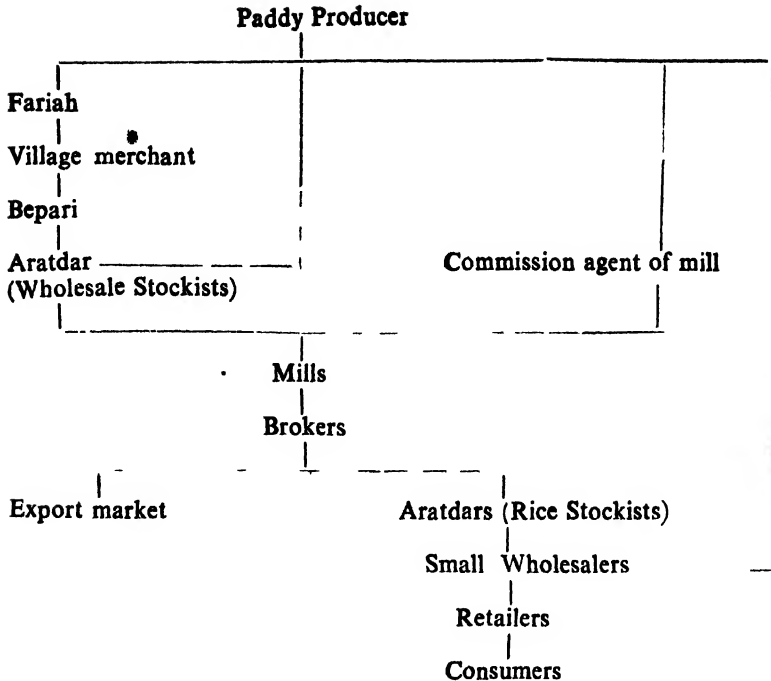 Paddy Producer
Fariah
Village merchant
Bepari
Aratdar
(Wholesale Stockists)
Commission agent of mill
Mills
Brokers
Export market
Aratdars (Rice Stockists)
Small Wholesalers
Retailers
Consumers